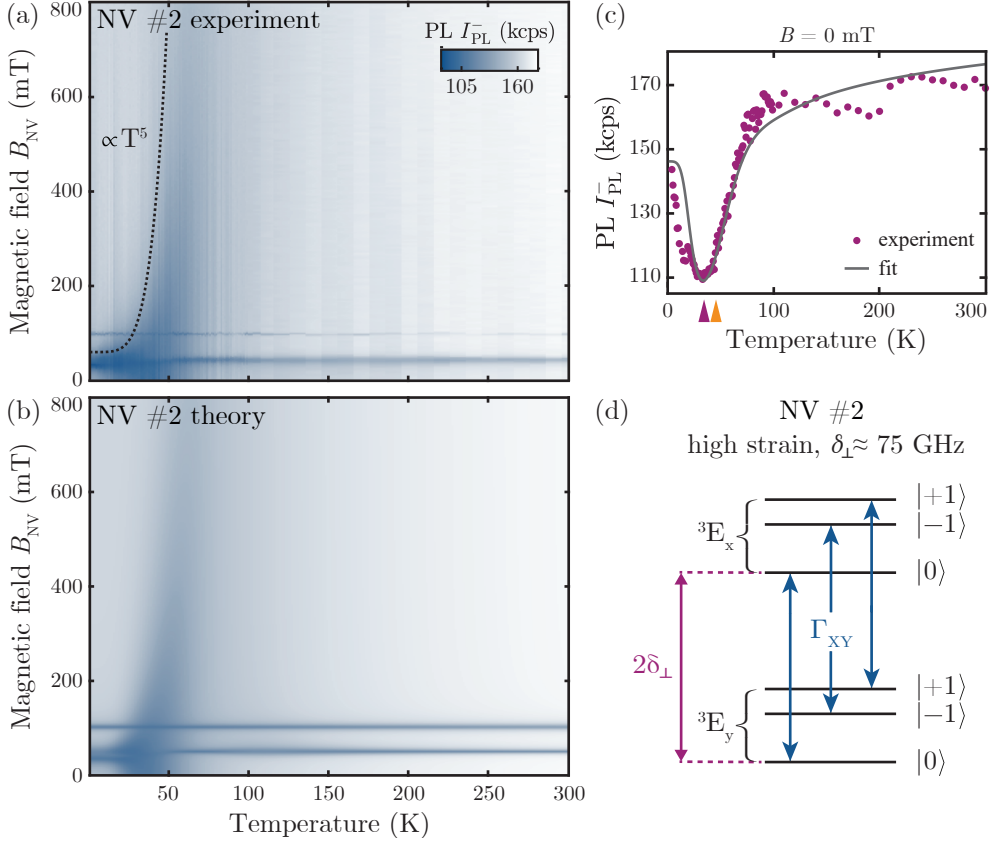 (a)
NV #2 experiment
PL I⁻PL (kcps)
105 160
∝T⁵
Magnetic field BNV (mT)
800
600
400
200
0
(b)
NV #2 theory
Magnetic field BNV (mT)
800
600
400
200
0
50 100 150 200 250 300
Temperature (K)
(c)
B = 0 mT
PL I⁻PL (kcps)
170
150
130
110
experiment
fit
0 100 200 300
Temperature (K)
(d)
NV #2
high strain, δ⊥≈ 75 GHz
|+1⟩
³Ex
|−1⟩
|0⟩
ΓXY
2δ⊥
|+1⟩
³Ey
|−1⟩
|0⟩